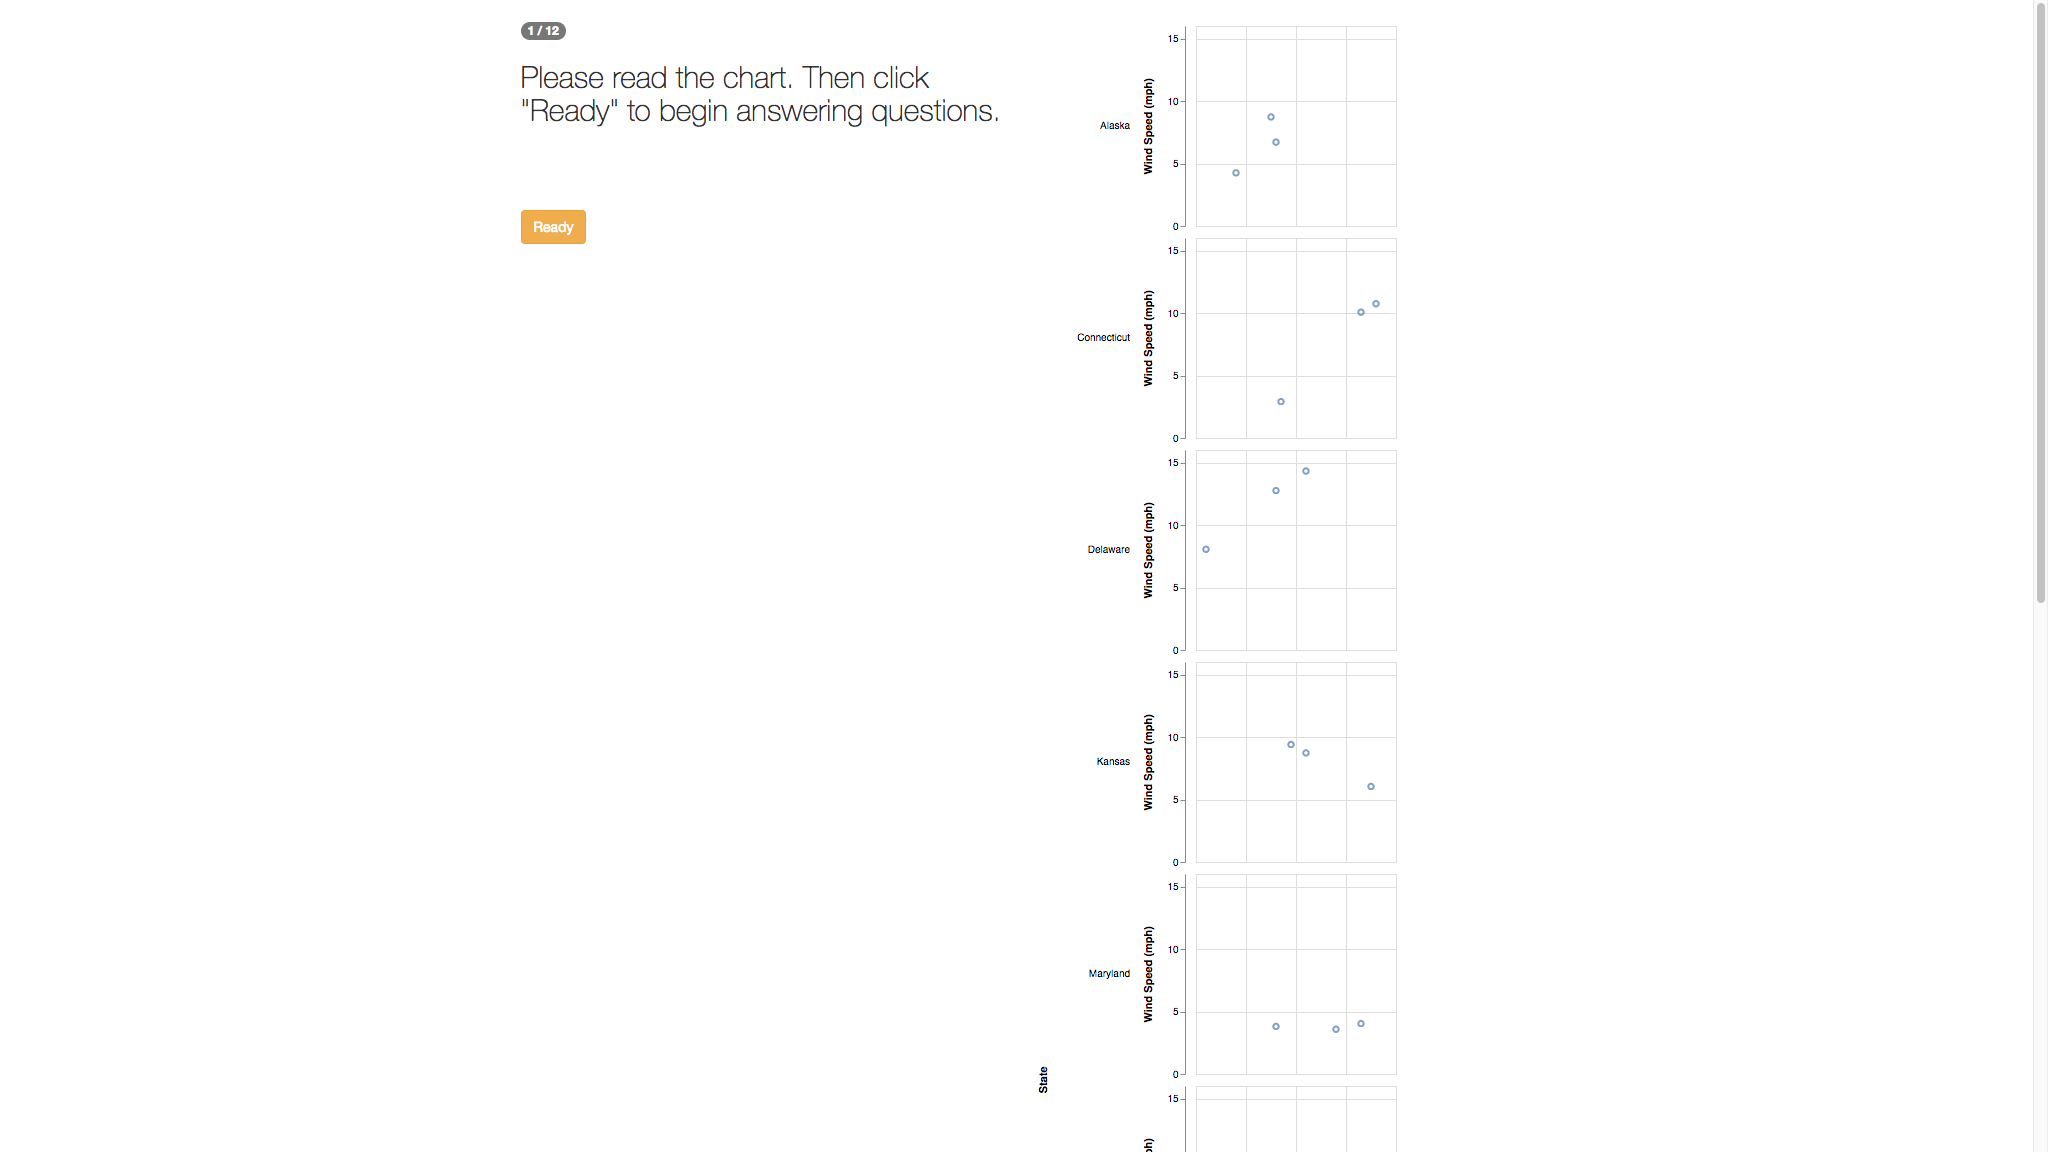 1 / 12
Please read the chart. Then click
"Ready" to begin answering questions.
Ready
State
Alaska
Wind Speed (mph)
15
10
5
0
Connecticut
Wind Speed (mph)
15
10
5
0
Delaware
Wind Speed (mph)
15
10
5
0
Kansas
Wind Speed (mph)
15
10
5
0
Maryland
Wind Speed (mph)
15
10
5
0
15